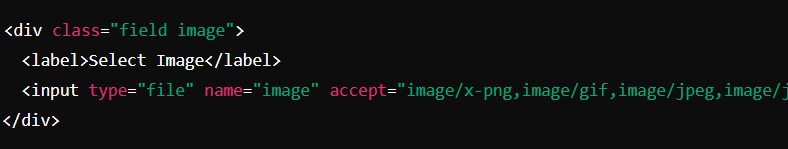 <div class="field image">
<label>Select Image</label>
<input type="file" name="image" accept="image/x-png,image/gif,image/jpeg,image/j
</div>